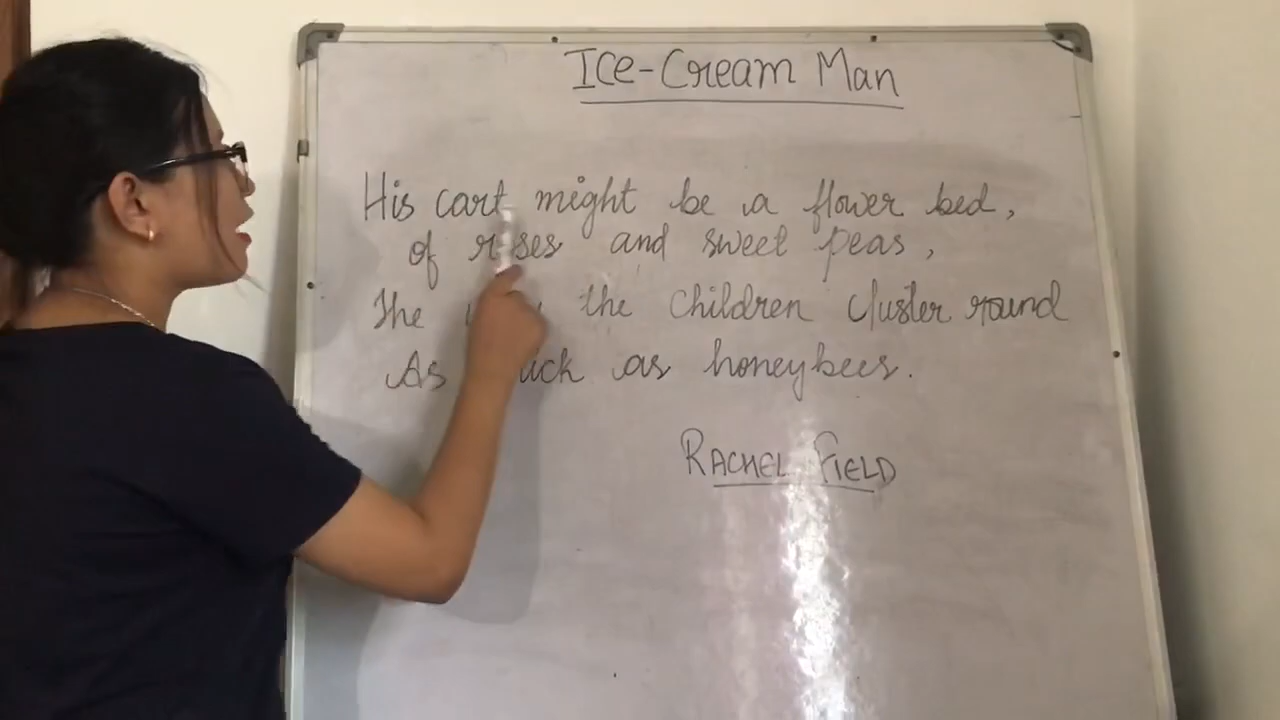 Ice-Cream Man
His cart might be a flower bed,
of roses and sweet peas,
The the children cluster round
As as honeybees.
RACHEL FIELD